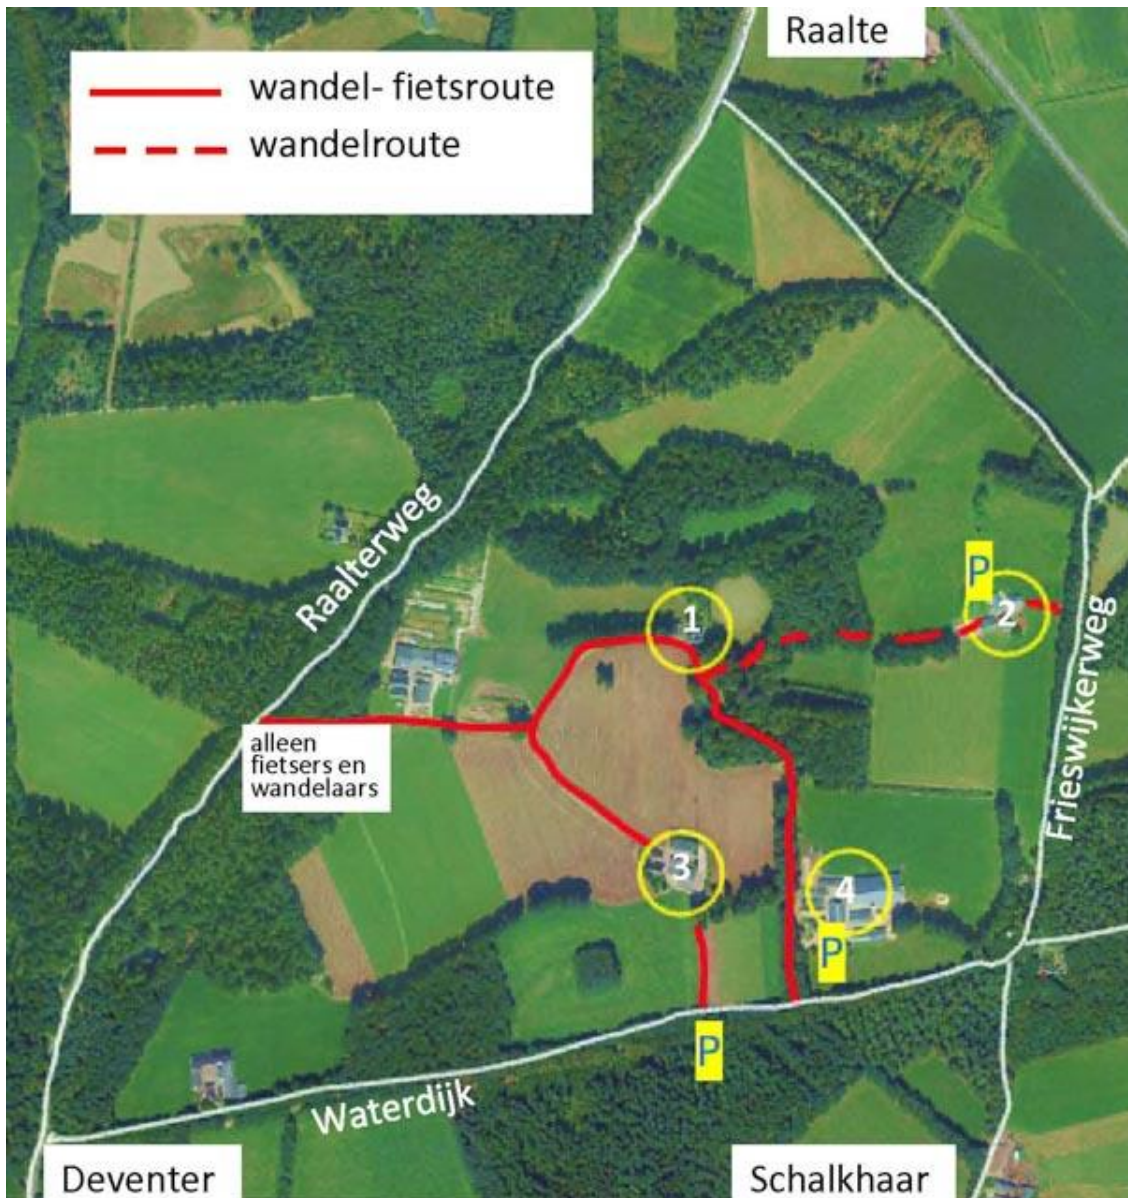 Raalte
wandel- fietsroute
wandelroute
Raalterweg
P
1
2
Frieswijkerweg
alleen
fietsers en
wandelaars
3
4
P
P
Waterdijk
Deventer
Schalkhaar